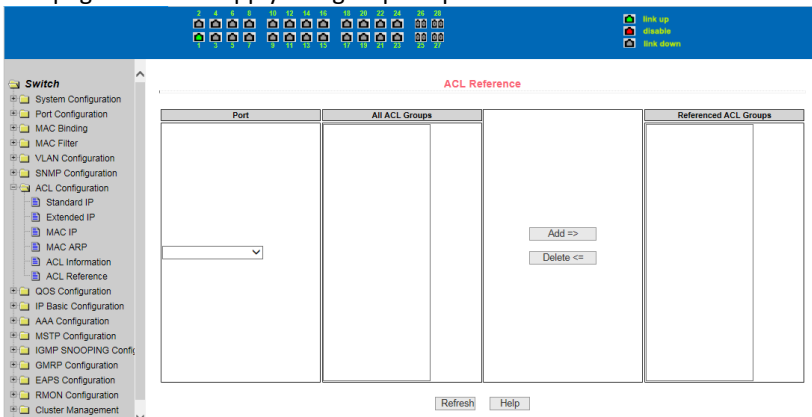 2 4 6 8 10 12 14 16 18 20 22 24 26 28
1 3 5 7 9 11 13 15 17 19 21 23 25 27
link up
disable
link down
Switch
System Configuration
Port Configuration
MAC Binding
MAC Filter
VLAN Configuration
SNMP Configuration
ACL Configuration
Standard IP
Extended IP
MAC IP
MAC ARP
ACL Information
ACL Reference
QOS Configuration
IP Basic Configuration
AAA Configuration
MSTP Configuration
IGMP SNOOPING Config
GMRP Configuration
EAPS Configuration
RMON Configuration
Cluster Management
ACL Reference
Port All ACL Groups Referenced ACL Groups
Add =>
Delete <=
Refresh Help